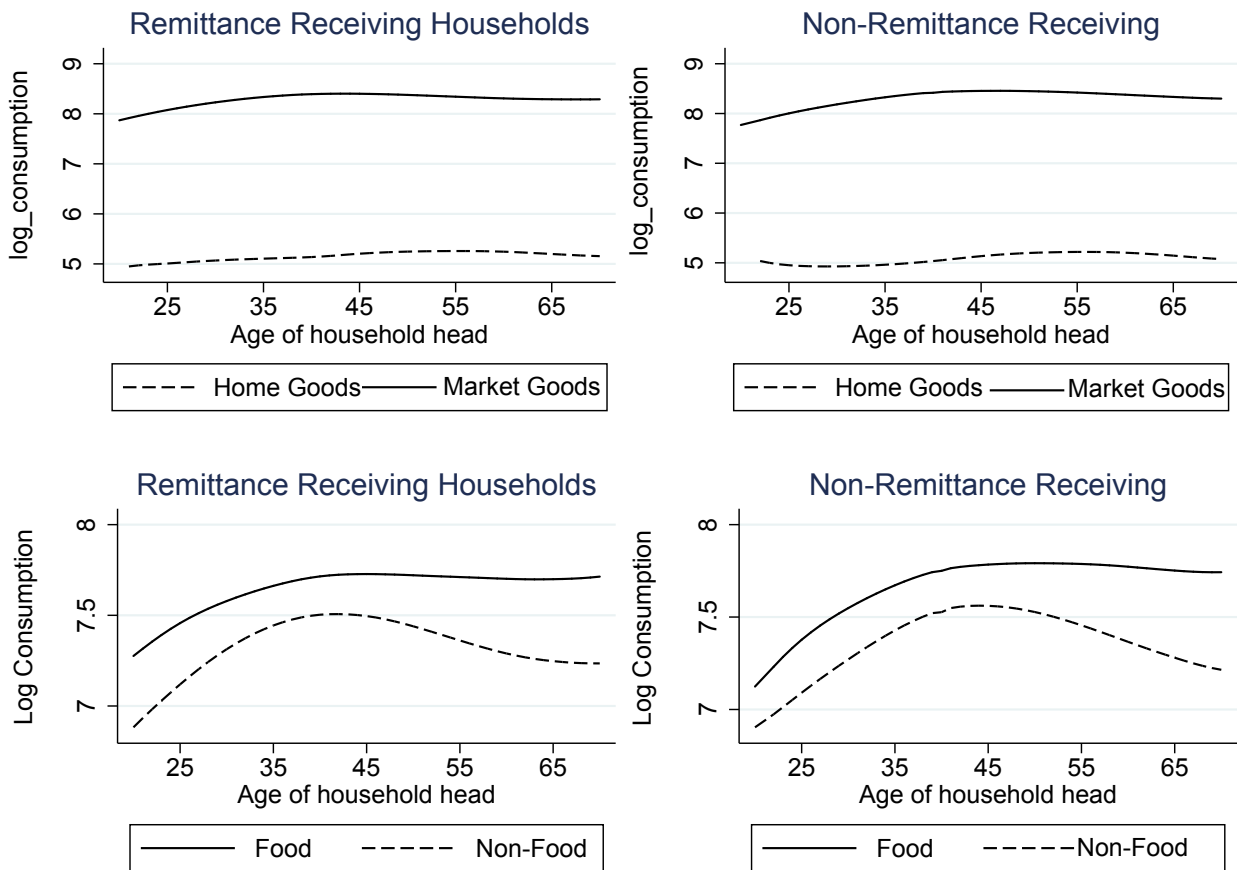 Remittance Receiving Households
log_consumption
9
8
7
6
5
25 35 45 55 65
Age of household head
Home Goods Market Goods
Non-Remittance Receiving
log_consumption
9
8
7
6
5
25 35 45 55 65
Age of household head
Home Goods Market Goods
Remittance Receiving Households
Log Consumption
8
7.5
7
25 35 45 55 65
Age of household head
Food Non-Food
Non-Remittance Receiving
Log Consumption
8
7.5
7
25 35 45 55 65
Age of household head
Food Non-Food